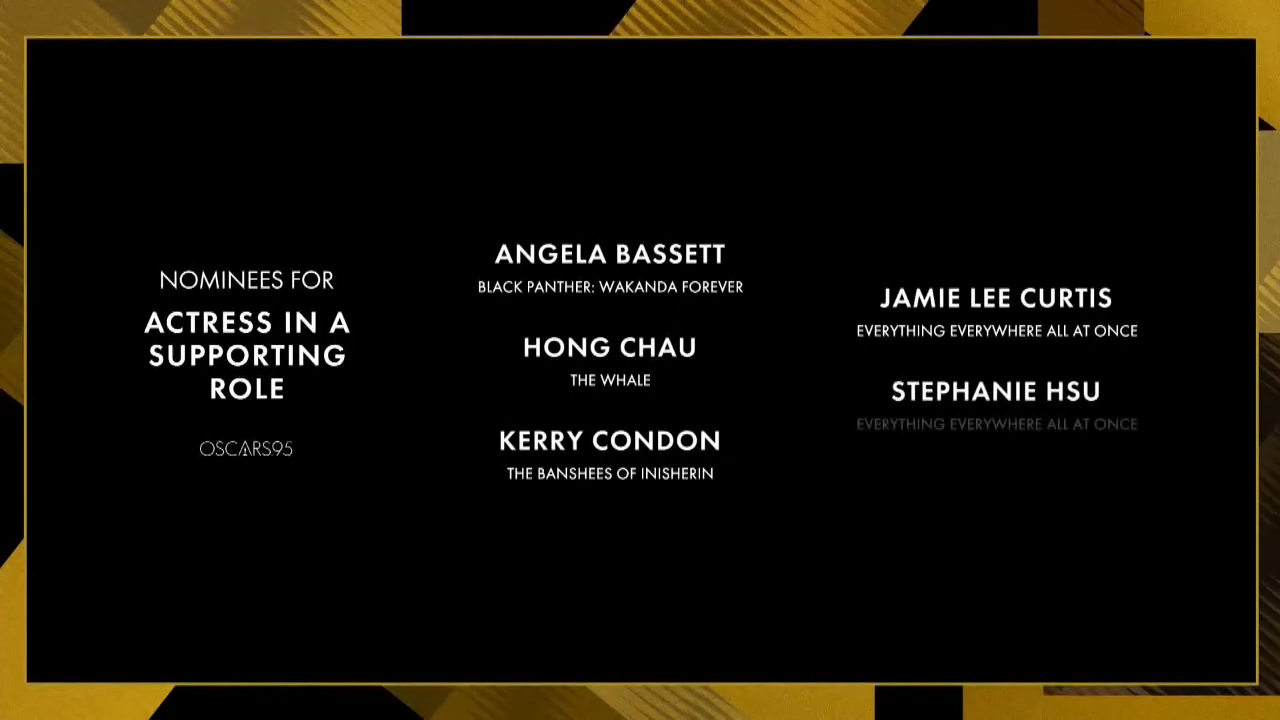 NOMINEES FOR
ACTRESS IN A
SUPPORTING
ROLE
OSCARS95
ANGELA BASSETT
BLACK PANTHER: WAKANDA FOREVER
HONG CHAU
THE WHALE
KERRY CONDON
THE BANSHEES OF INISHERIN
JAMIE LEE CURTIS
EVERYTHING EVERYWHERE ALL AT ONCE
STEPHANIE HSU
EVERYTHING EVERYWHERE ALL AT ONCE